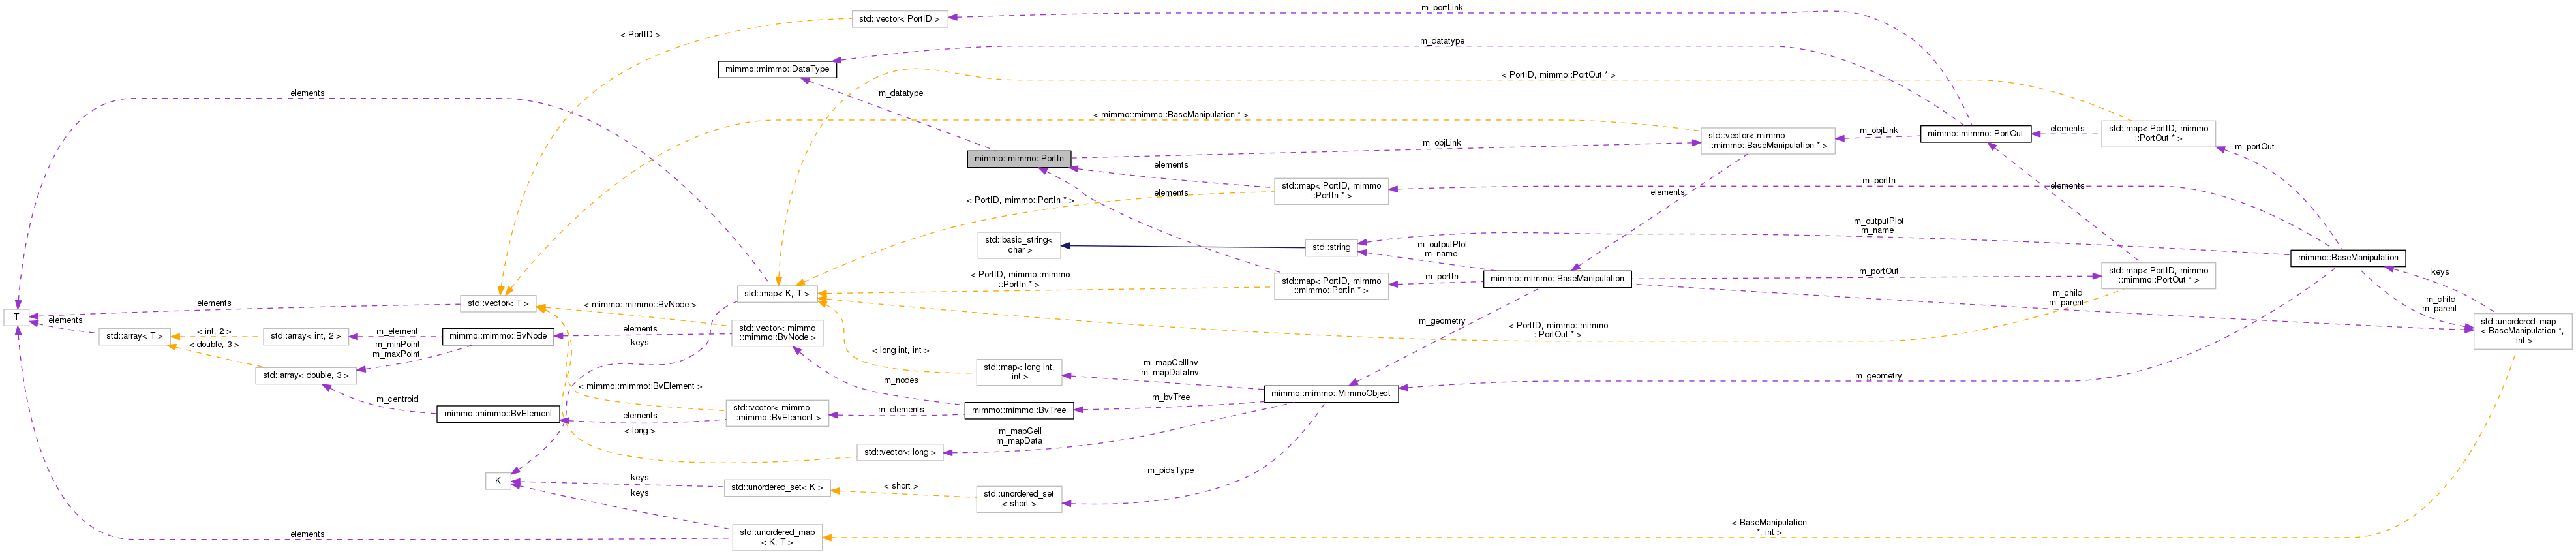 std::vector< PortID >
m_portLink
< PortID >
m_datatype
mimmo::mimmo::DataType
< PortID, mimmo::PortOut * >
elements
m_datatype
< mimmo::mimmo::BaseManipulation * >
std::vector< mimmo
::mimmo::BaseManipulation * >
m_objLink
mimmo::mimmo::PortOut
elements
std::map< PortID, mimmo
::PortOut * >
m_objLink
m_portOut
mimmo::mimmo::PortIn
elements
elements
std::map< PortID, mimmo
::PortIn * >
m_portIn
elements
elements
< PortID, mimmo::PortIn * >
m_outputPlot
m_name
std::basic_string<
char >
std::string
m_outputPlot
m_name
mimmo::BaseManipulation
keys
< PortID, mimmo::mimmo
::PortIn * >
std::map< PortID, mimmo
::mimmo::PortIn * >
m_portIn
mimmo::mimmo::BaseManipulation
m_portOut
std::map< PortID, mimmo
::mimmo::PortOut * >
std::map< K, T >
m_child
m_parent
m_child
m_parent
elements
std::vector< T >
< mimmo::mimmo::BvNode >
T
elements
std::array< T >
< int, 2 >
std::array< int, 2 >
m_element
mimmo::mimmo::BvNode
elements
keys
std::vector< mimmo
::mimmo::BvNode >
m_geometry
< PortID, mimmo::mimmo
::PortOut * >
std::unordered_map
< BaseManipulation *,
int >
< double, 3 >
m_minPoint
m_maxPoint
< long int, int >
std::array< double, 3 >
m_nodes
std::map< long int,
int >
m_mapCellInv
m_mapDataInv
m_geometry
< mimmo::mimmo::BvElement >
mimmo::mimmo::MimmoObject
m_centroid
mimmo::mimmo::BvElement
elements
std::vector< mimmo
::mimmo::BvElement >
m_elements
mimmo::mimmo::BvTree
m_bvTree
< long >
std::vector< long >
m_mapCell
m_mapData
K
keys
std::unordered_set< K >
< short >
std::unordered_set
< short >
m_pidsType
keys
elements
std::unordered_map
< K, T >
< BaseManipulation
*, int >